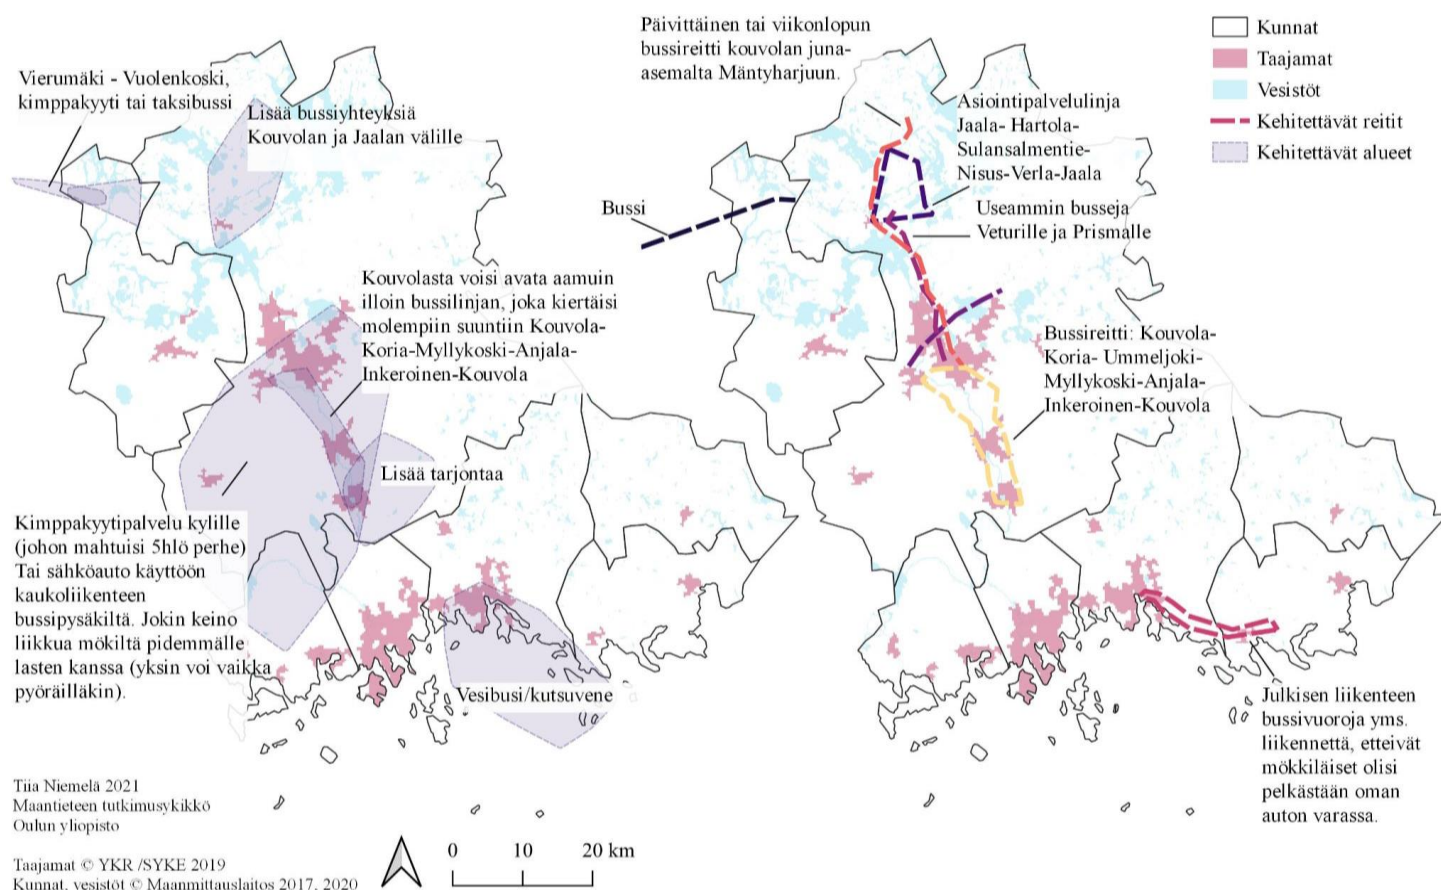 Vierumäki - Vuolenkoski,
kimppakyyti tai taksibussi
Lisää bussiyhteyksiä
Kouvolan ja Jaalan välille
Kouvolasta voisi avata aamuin
illoin bussilinjan, joka kiertäisi
molempiin suuntiin Kouvola-
Koria-Myllykoski-Anjala-
Inkeroinen-Kouvola
Lisää tarjontaa
Kimppakyytipalvelu kylille
(johon mahtuisi 5hlö perhe)
Tai sähköauto käyttöön
kaukoliikenteen
bussipysäkiltä. Jokin keino
liikkua mökiltä pidemmälle
lasten kanssa (yksin voi vaikka
pyöräilläkin).
Vesibusi/kutsuvene
Päivittäinen tai viikonlopun
bussireitti kouvolan juna-
asemalta Mäntyharjuun.
Asiointipalvelulinja
Jaala- Hartola-
Sulansalmentie-
Nisus-Verla-Jaala
Bussi
Useammin busseja
Veturille ja Prismalle
Bussireitti: Kouvola-
Koria- Ummeljoki-
Myllykoski-Anjala-
Inkeroinen-Kouvola
Julkisen liikenteen
bussivuoroja yms.
liikennettä, etteivät
mökkiläiset olisi
pelkästään oman
auton varassa.
Kunnat
Taajamat
Vesistöt
Kehitettävät reitit
Kehitettävät alueet
Tiia Niemelä 2021
Maantieteen tutkimusykikkö
Oulun yliopisto
Taajamat © YKR /SYKE 2019
Kunnat, vesistöt © Maanmittauslaitos 2017, 2020
0 10 20 km